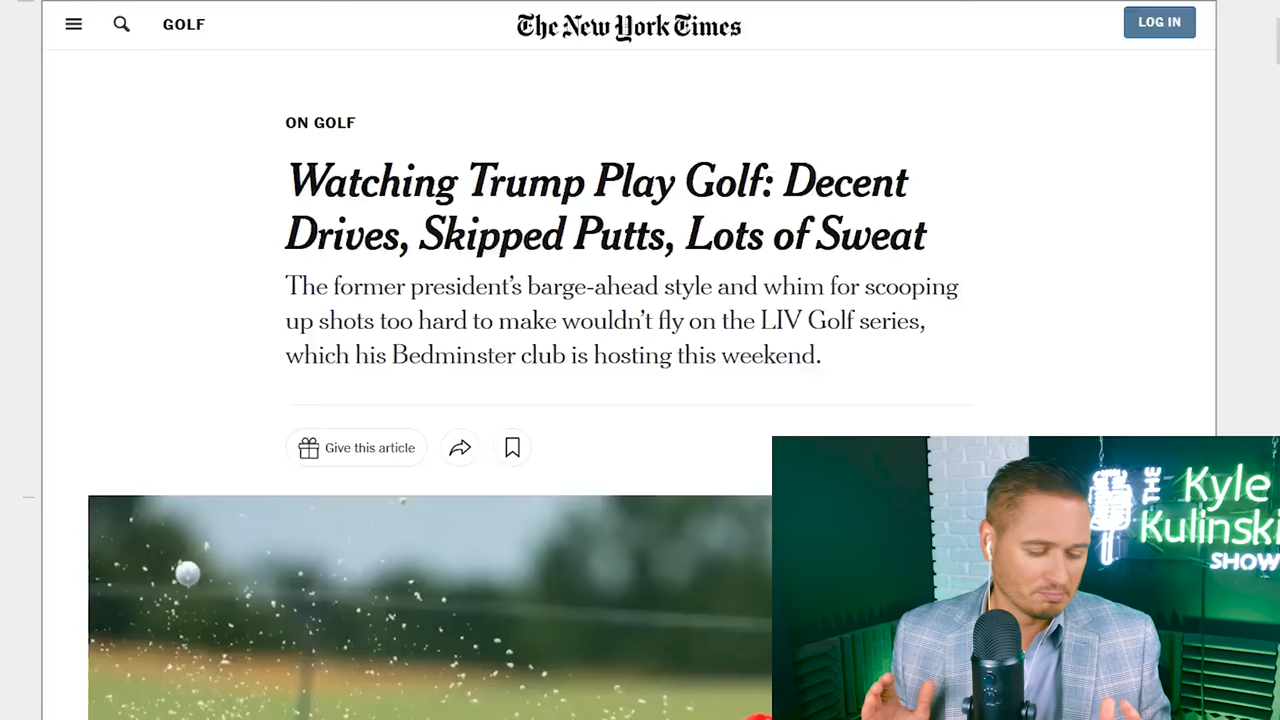 GOLF
The New York Times
LOG IN
ON GOLF
Watching Trump Play Golf: Decent
Drives, Skipped Putts, Lots of Sweat
The former president’s barge-ahead style and whim for scooping
up shots too hard to make wouldn’t fly on the LIV Golf series,
which his Bedminster club is hosting this weekend.
Give this article
THE
Kyle
Kulinski
SHOW